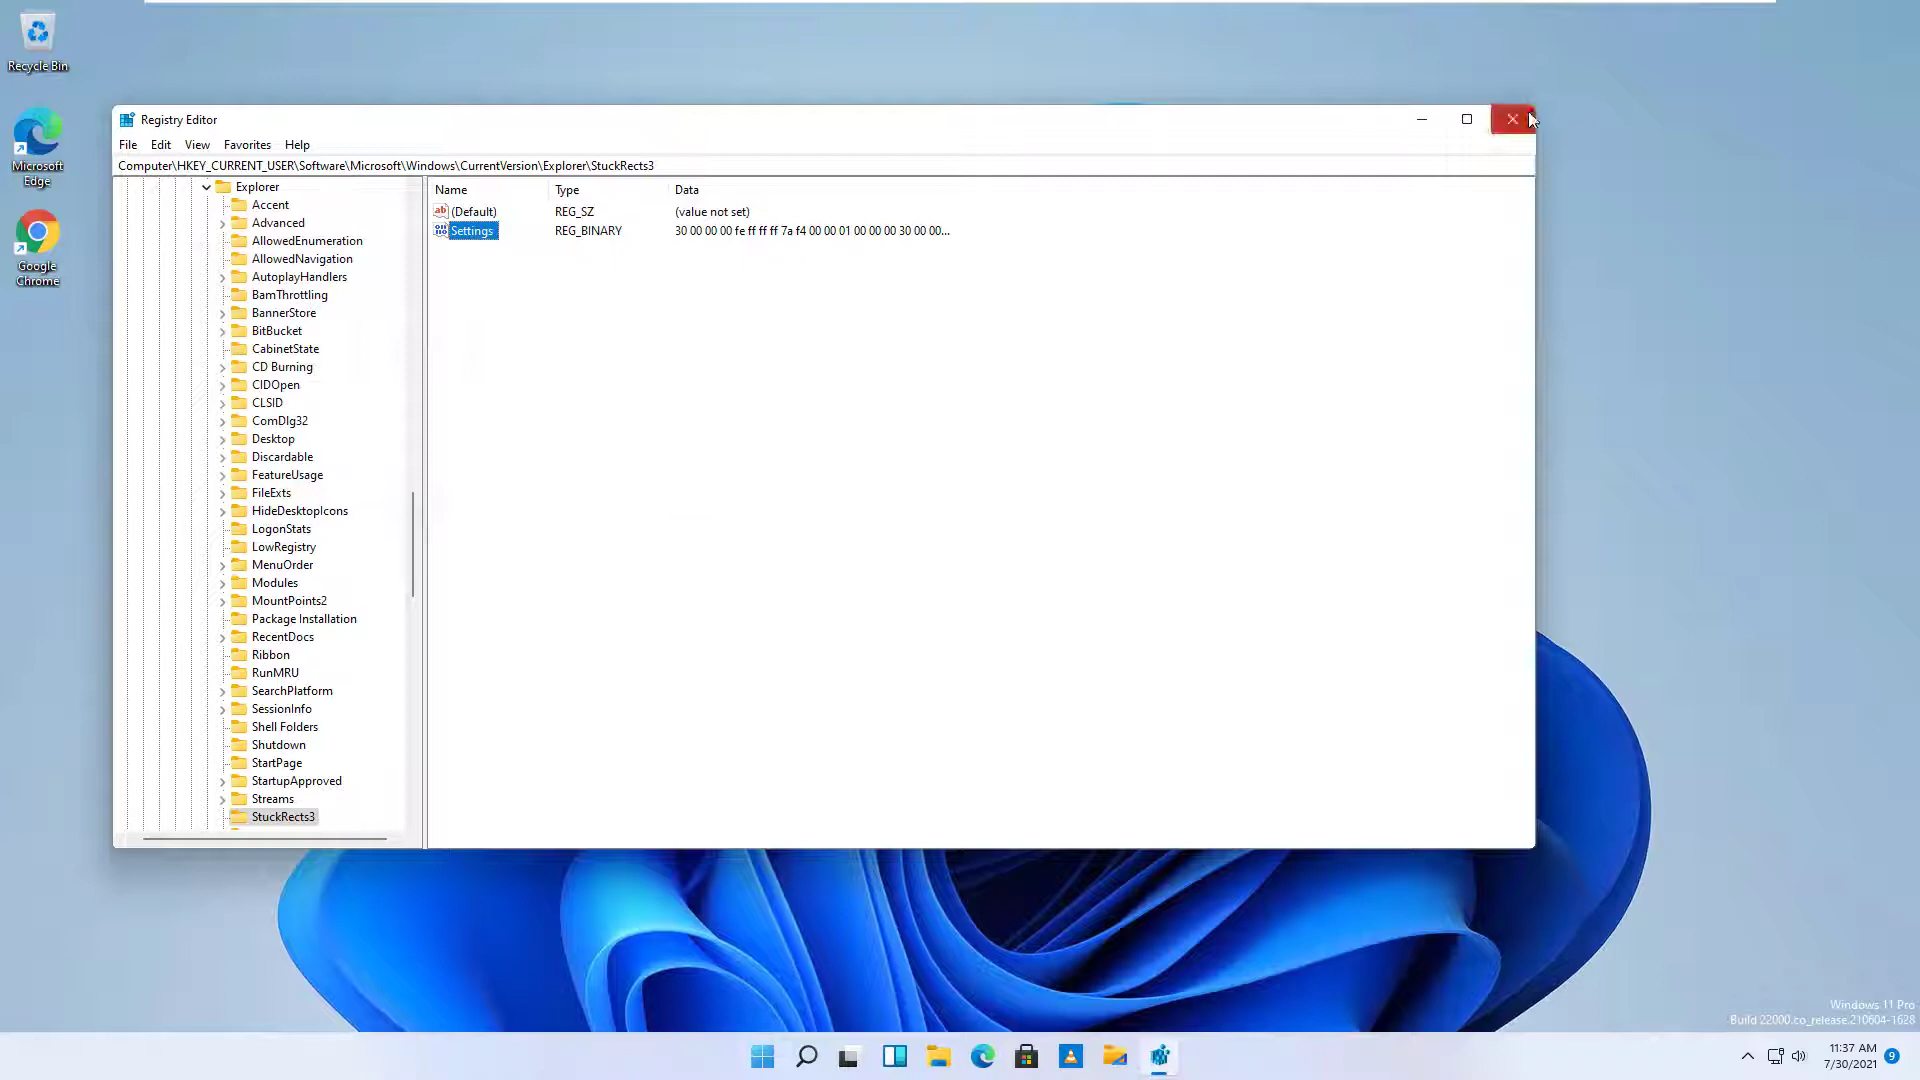 Recycle Bin
Microsoft
Edge
Google
Chrome
Registry Editor
File Edit View Favorites Help
Computer\HKEY_CURRENT_USER\Software\Microsoft\Windows\CurrentVersion\Explorer\StuckRects3
Explorer
Accent
Advanced
AllowedEnumeration
AllowedNavigation
AutoplayHandlers
BamThrottling
BannerStore
BitBucket
CabinetState
CD Burning
CIDOpen
CLSID
ComDlg32
Desktop
Discardable
FeatureUsage
FileExts
HideDesktopIcons
LogonStats
LowRegistry
MenuOrder
Modules
MountPoints2
Package Installation
RecentDocs
Ribbon
RunMRU
SearchPlatform
SessionInfo
Shell Folders
Shutdown
StartPage
StartupApproved
Streams
StuckRects3
Name Type Data
ab (Default) REG_SZ (value not set)
Settings REG_BINARY 30 00 00 00 fe ff ff ff 7a f4 00 00 01 00 00 00 30 00 00...
Windows 11 Pro
Build 22000.co_release.210604-1628
11:37 AM
7/30/2021
9